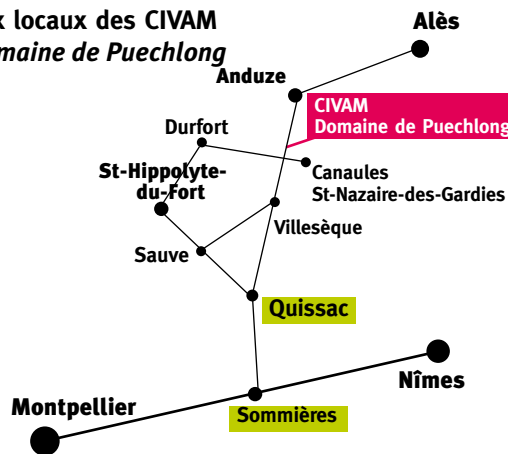 x locaux des CIVAM
maine de Puechlong
Alès
Anduze
CIVAM
Domaine de Puechlong
Durfort
St-Hippolyte-
du-Fort
Canaules
St-Nazaire-des-Gardies
Villesèque
Sauve
Quissac
Nîmes
Montpellier
Sommières